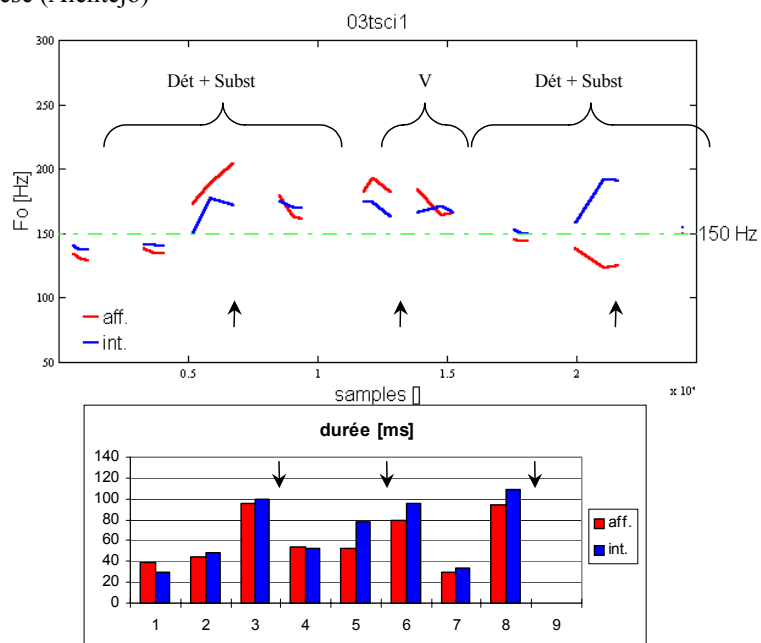 (Alentejo)
03tsci1
300
250
200
150
100
50
Fo [Hz]
Dét + Subst
V
Dét + Subst
150 Hz
aff.
int.
0.5
1
1.5
2
x 10⁴
samples []
durée [ms]
140
120
100
80
60
40
20
0
1 2 3 4 5 6 7 8 9
aff.
int.